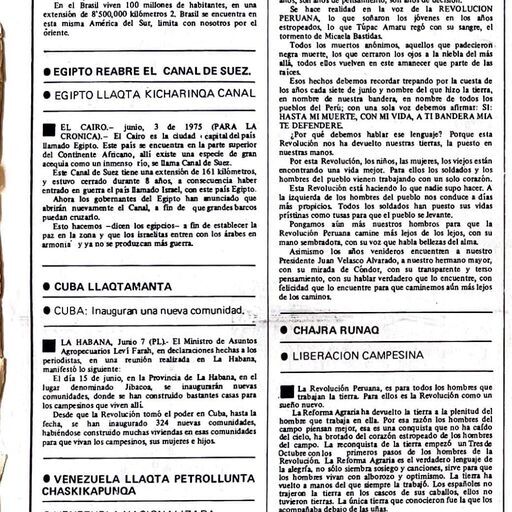 En el Brasil viven 100 millones de habitantes, en una
extensión de 8'500,000 kilómetros 2. Brasil se encuentra en
esta misma América del Sur, limita con nosotros por el
oriente.
EGIPTO REABRE EL CANAL DE SUEZ.
EGIPTO LLAQTA KICHARINQA CANAL
EL CAIRO.— junio, 3 de 1975 (PARA LA
CRONICA).— El Cairo es la ciudad - capital del país
llamado Egipto. Este país se encuentra en la parte superior
del Continente Africano, allí existe una especie de gran
acequia como un inmenso río, se llama Canal de Suez.
Este Canal de Suez tiene una extensión de 161 kilómetros,
y estuvo cerrado durante 8 años, a consecuencia haber
entrado en guerra el país llamado Israel, con este país Egipto.
Ahora los gobernantes del Egipto han anunciado que
abrirán nuevamente el Canal, a fin de que grandes barcos
puedan cruzarlo.
Esto hacemos —dicen los egipcios— a fin de establecer la
paz en la zona y que los israelitas entren con los árabes en
armonía y ya no se produzcan más guerra.
CUBA LLAQTAMANTA
CUBA: Inauguran una nueva comunidad.
LA HABANA, Junio 7 (PL).- El Ministro de Asuntos
Agropecuarios Levi Farah, en declaraciones hechas a los
periodistas, en una reunión realizada en La Habana,
manifestó lo siguiente:
El día 15 de junio, en la Provincia de La Habana, en el
lugar denominado Jibacoa, se inaugurarán nuevas
comunidades, donde se han construido bastantes casas para
los campesinos que viven allí.
Desde que la Revolución tomó el poder en Cuba, hasta la
fecha, se han inaugurado 324 nuevas comunidades,
habiéndose construido muchas viviendas en esas comunidades
para que vivan los campesinos, sus mujeres e hijos.
VENEZUELA LLAQTA PETROLLUNTA
CHASKIKAPUNQA
Se hace realidad en la voz de la REVOLUCION
PERUANA, lo que soñaron los jóvenes en los años
estropeados, lo que Túpac Amaru regó con su sangre, el
tormento de Micaela Bastidas.
Todos los muertos anónimos, aquellos que padecieron
negra muerte, los que cerraron los ojos a la niebla del más
allá, todos ellos vuelven en este amanecer que parte de las
raíces.
Esos hechos debemos recordar trepando por la cuesta de
los años cada siete de junio y nombre del que hizo la tierra,
en nombre de nuestra bandera, en nombre de todos los
pueblos del Perú; con una sola voz debemos afirmar: SI:
HASTA MI MUERTE, CON MI VIDA, A TI BANDERA MIA
TE DEFENDERE.
¿Por qué debemos hablar ese lenguaje? Porque esta
Revolución nos ha devuelto nuestras tierras, la puesto en
nuestras manos.
Por esta Revolución, los niños, las mujeres, los viejos están
encontrando una vida mejor. Para ellos los soldados y los
hombres del pueblo vienen trabajando con un solo corazón.
Esta Revolución está haciendo lo que nadie supo hacer. A
la izquierda de los hombres del pueblo nos conduce a días
más propicios. Todos los soldados han puesto sus vidas
prístinas como tusas para que el pueblo se levante.
Pongamos aún más nuestros hombros para que la
Revolución Peruana camine más lejos de lejos, con su
mano sembradora, con su voz que habla bellezas del alma.
Asimismo los años venideros encuentren a nuestro
Presidente Juan Velasco Alvarado, a nuestro hermano mayor,
con su mirada de Cóndor, con su transparente y terso
pensamiento, con su hablar verdadero que lo encuentre, con
felicidad que lo encuentre para que caminemos aún más lejos
de los caminos.
CHAJRA RUNAQ
LIBERACION CAMPESINA
La Revolución Peruana, es para todos los hombres que
trabajan la tierra. Para ellos es la Revolución como un
sueño nuevo.
La Reforma Agraria ha devuelto la tierra a la plenitud del
hombre que trabaja en ella. Por esa razón los hombres del
campo piensan mejor, esa es una conquista que no ha caído
del cielo, ha brotado del corazón estropeado de los hombres
del campo. La reconquista de la tierra empezó un Tres de
Octubre con los primeros pasos de los hombres de la
Revolución. La Reforma Agraria es el verdadero lenguaje de
la alegría, no sólo siembra sosiego y canciones, sirve para que
los hombres vivan con alborozo y optimismo. La tierra ha
vuelto a manos del que siempre la trabajó. Los españoles no
trajeron la tierra en los cascos de sus caballos, ellos no
tuvieron tierras. La única tierra que conocieron fue la que los
acompañaba debajo de las uñas.